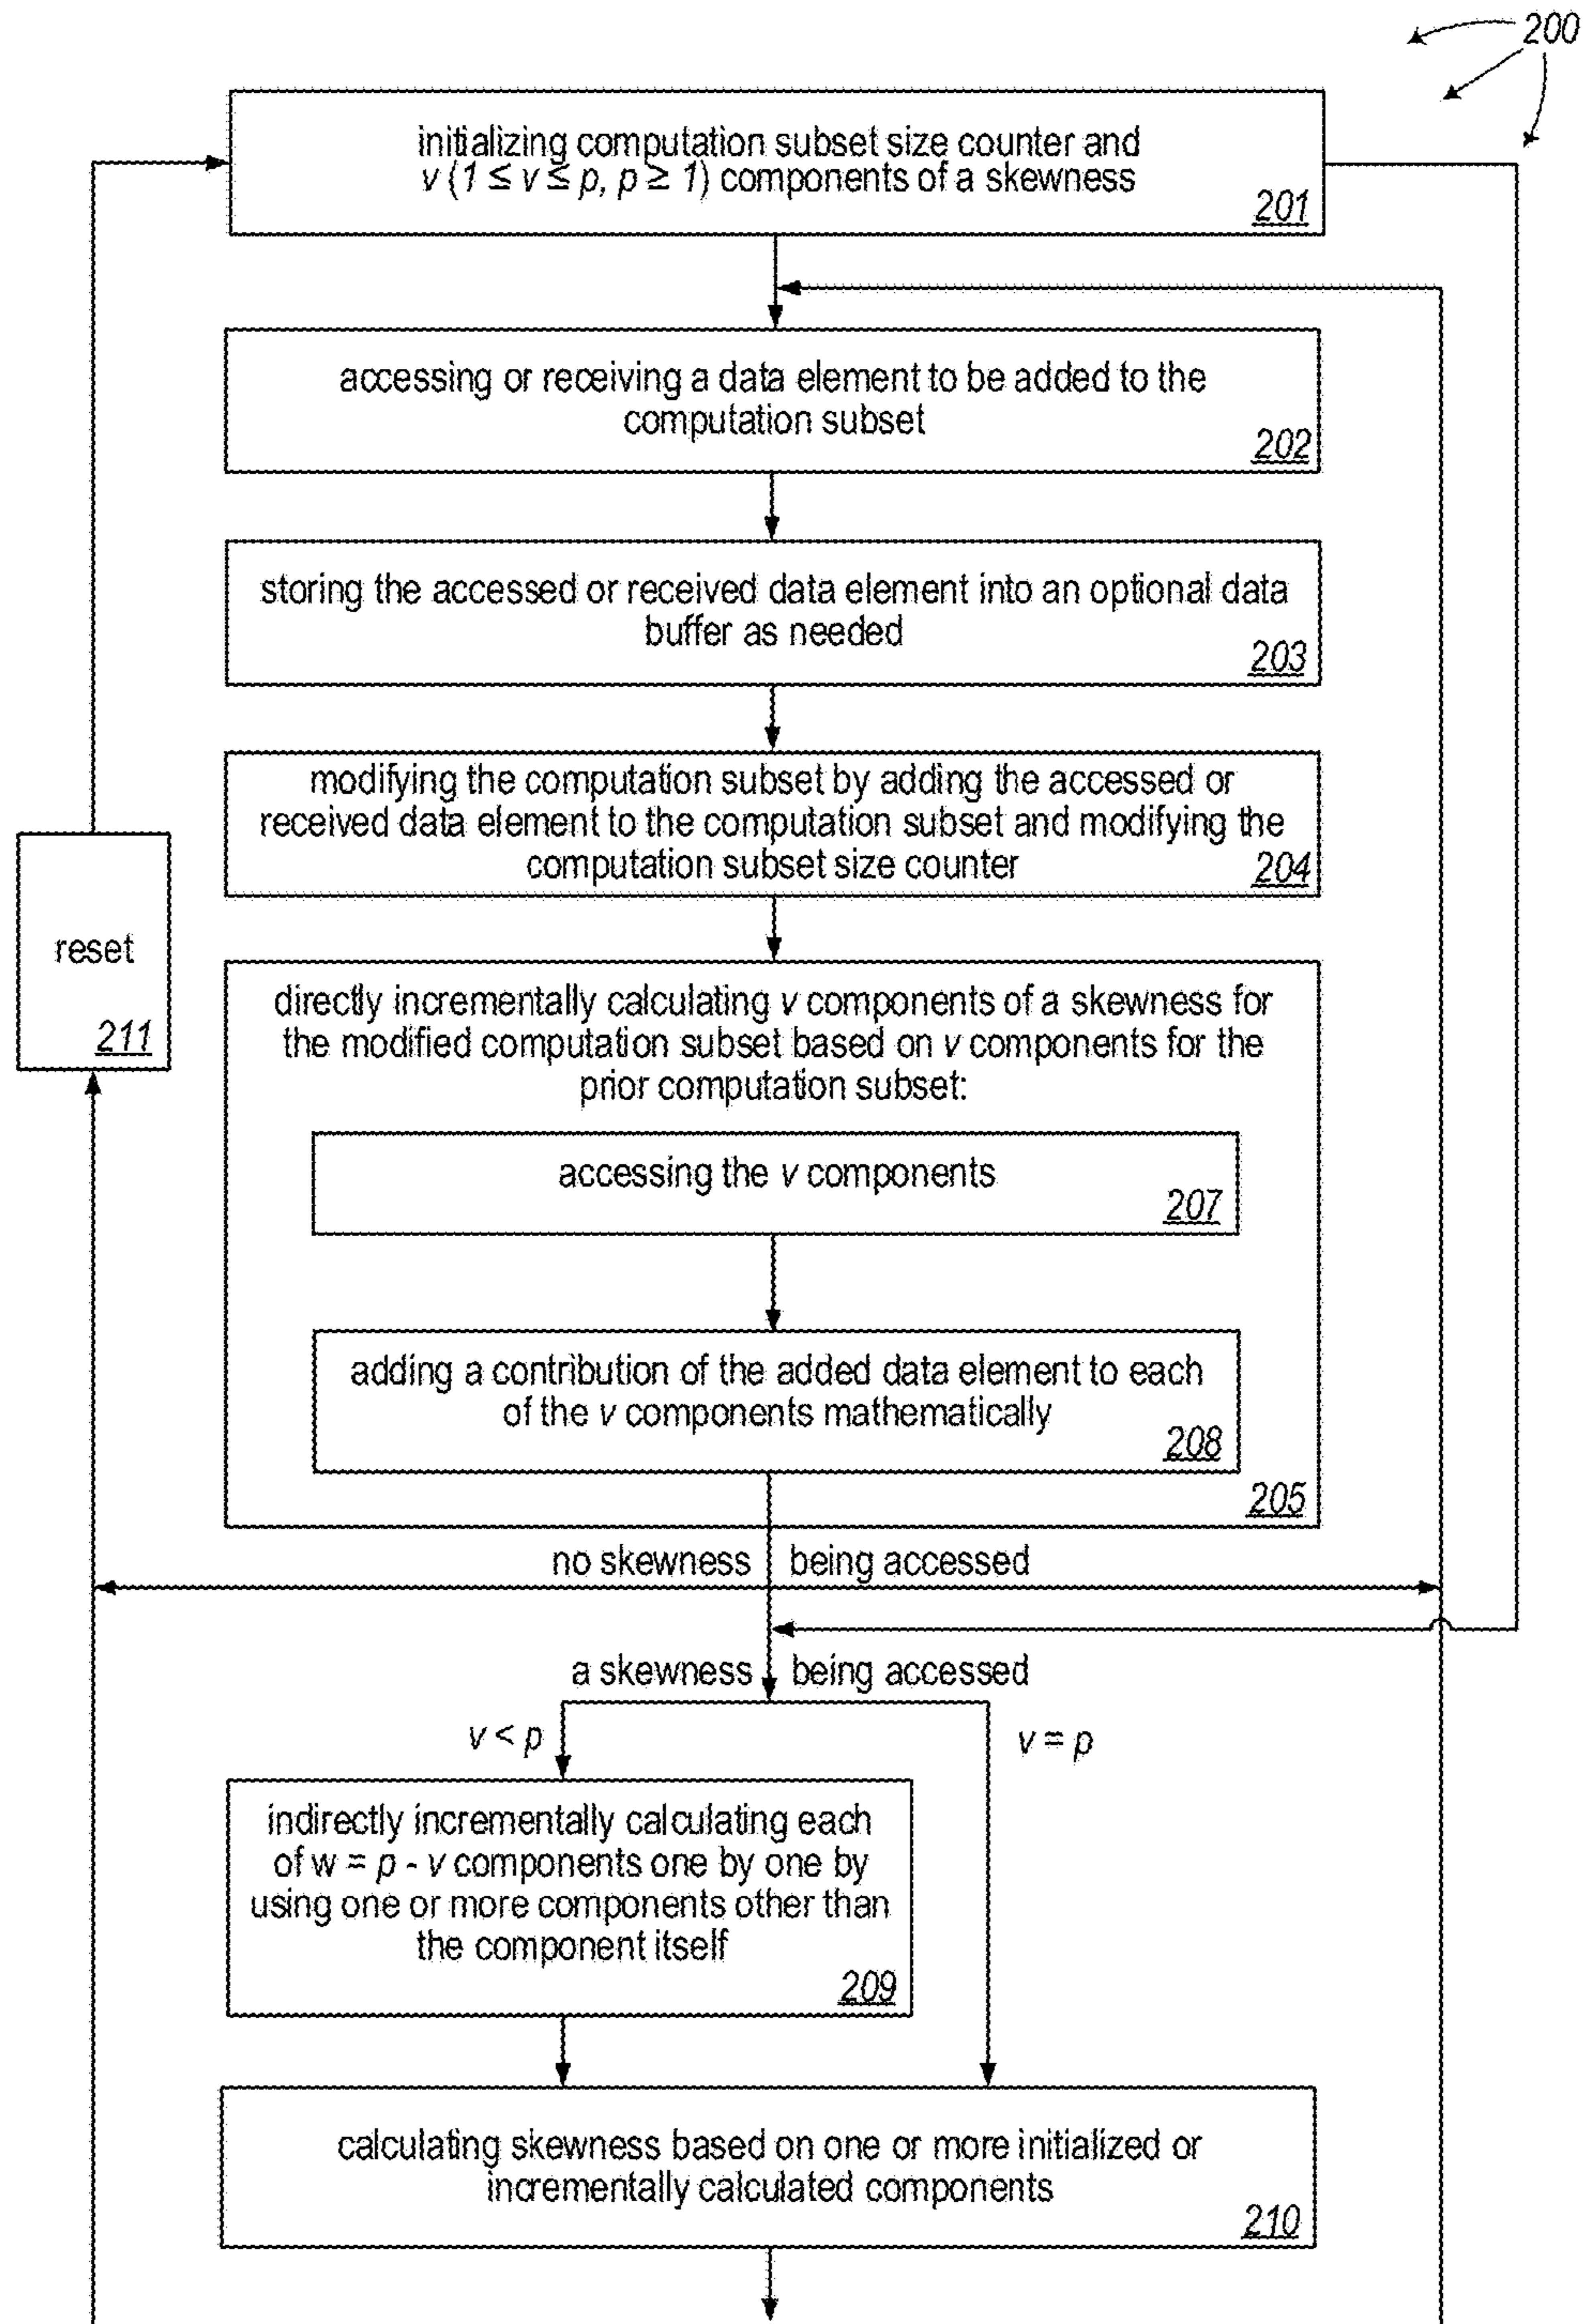 200
initializing computation subset size counter and
v (1 ≤ v ≤ p, p ≥ 1) components of a skewness
201
accessing or receiving a data element to be added to the
computation subset
202
storing the accessed or received data element into an optional data
buffer as needed
203
modifying the computation subset by adding the accessed or
received data element to the computation subset and modifying the
computation subset size counter
204
reset
211
directly incrementally calculating v components of a skewness for
the modified computation subset based on v components for the
prior computation subset:
accessing the v components
207
adding a contribution of the added data element to each
of the v components mathematically
208
205
no skewness being accessed
a skewness being accessed
v < p
v = p
indirectly incrementally calculating each
of w = p - v components one by one by
using one or more components other than
the component itself
209
calculating skewness based on one or more initialized or
incrementally calculated components
210